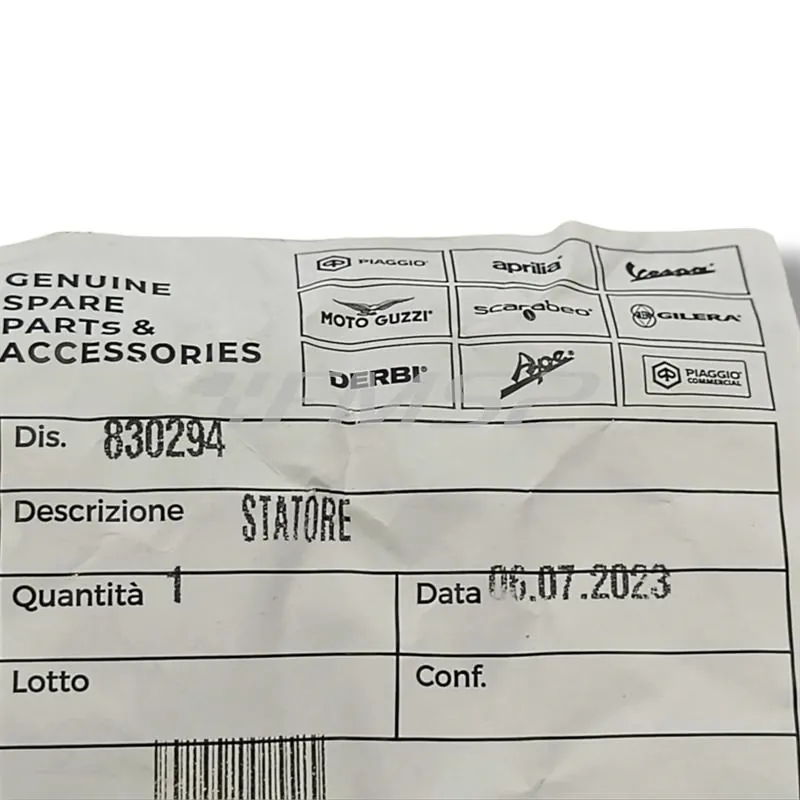 GENUINE
SPARE
PARTS &
ACCESSORIES
PIAGGIO®
aprilia®
Vespa®
MOTO GUZZI®
scarabeo®
GILERA®
DERBI®
Ape®
PIAGGIO
COMMERCIAL
Dis. 830294
Descrizione STATORE
Quantità 1
Data 06.07.2023
Lotto
Conf.